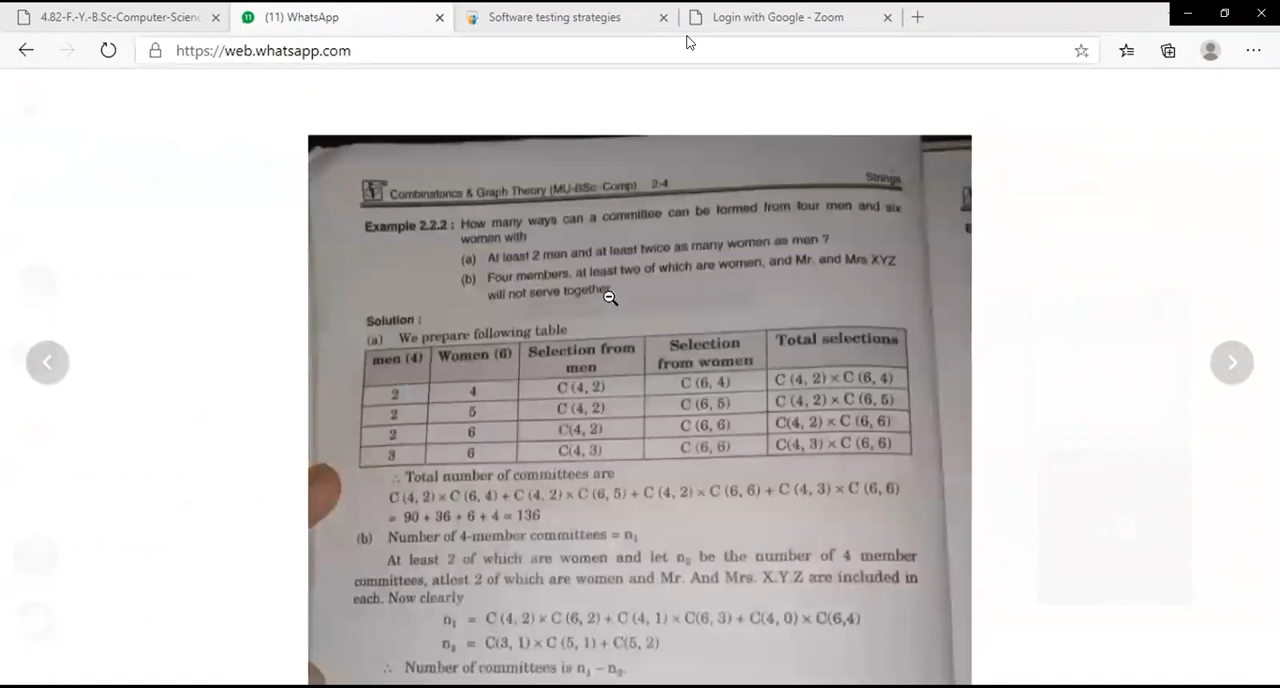 4.82-F.-Y.-B.Sc-Computer-Scienc
(11) WhatsApp
Software testing strategies
Login with Google - Zoom
https://web.whatsapp.com
Combinatorics & Graph Theory (MU-BSc Comp) 2-4 Strings
Example 2.2.2 : How many ways can a committee can be formed from four men and six
women with
(a) At least 2 men and at least twice as many women as men ?
(b) Four members, at least two of which are women, and Mr. and Mrs XYZ
will not serve together
Solution :
(a) We prepare following table
men (4) Women (6) Selection from men Selection from women Total selections
2 4 C (4, 2) C (6, 4) C (4, 2) × C (6, 4)
2 5 C (4, 2) C (6, 5) C (4, 2) × C (6, 5)
2 6 C(4, 2) C (6, 6) C(4, 2) × C (6, 6)
3 6 C(4, 3) C (6, 6) C(4, 3) × C (6, 6)
∴ Total number of committees are
C (4, 2) × C (6, 4) + C (4, 2) × C (6, 5) + C (4, 2) × C (6, 6) + C (4, 3) × C (6, 6)
= 90 + 36 + 6 + 4 = 136
(b) Number of 4-member committees = n₁
At least 2 of which are women and let n₂ be the number of 4 member
committees, atlest 2 of which are women and Mr. And Mrs. X.Y.Z are included in
each. Now clearly
n₁ = C (4, 2) × C (6, 2) + C (4, 1) × C(6, 3) + C(4, 0) × C(6,4)
n₂ = C(3, 1) × C (5, 1) + C(5, 2)
∴ Number of committees is n₁ – n₂.